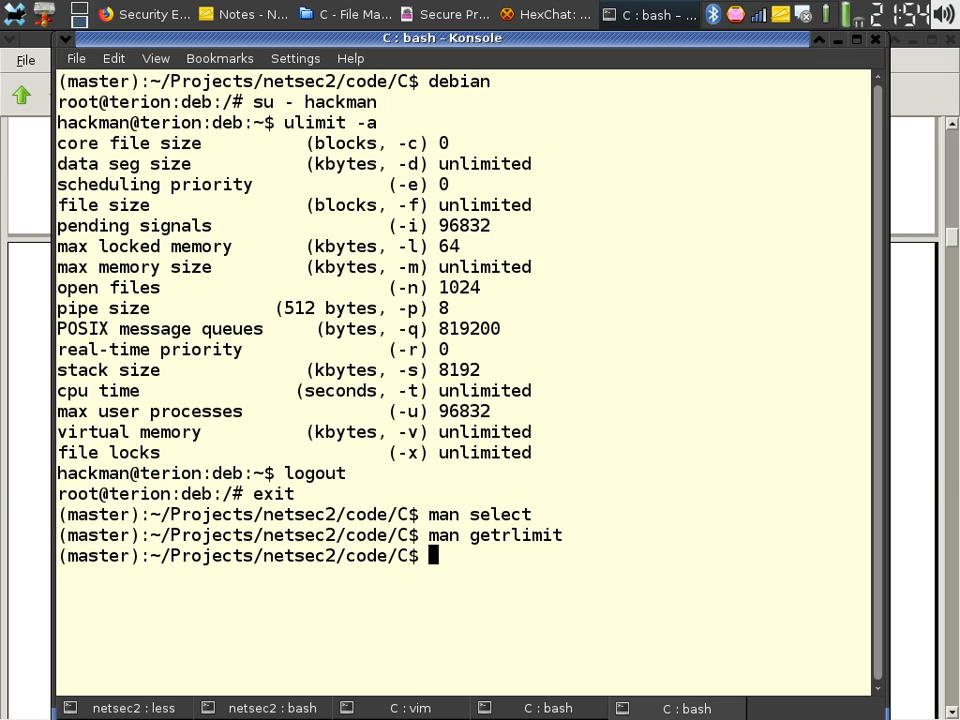 Security E...
Notes - N...
C - File Ma...
Secure Pr...
HexChat: ...
C : bash – ...
21:54
C : bash – Konsole
File
File Edit View Bookmarks Settings Help
(master):~/Projects/netsec2/code/C$ debian
root@terion:deb:/# su - hackman
hackman@terion:deb:~$ ulimit -a
core file size          (blocks, -c) 0
data seg size           (kbytes, -d) unlimited
scheduling priority             (-e) 0
file size               (blocks, -f) unlimited
pending signals                 (-i) 96832
max locked memory       (kbytes, -l) 64
max memory size         (kbytes, -m) unlimited
open files                      (-n) 1024
pipe size            (512 bytes, -p) 8
POSIX message queues     (bytes, -q) 819200
real-time priority              (-r) 0
stack size              (kbytes, -s) 8192
cpu time               (seconds, -t) unlimited
max user processes              (-u) 96832
virtual memory          (kbytes, -v) unlimited
file locks                      (-x) unlimited
hackman@terion:deb:~$ logout
root@terion:deb:/# exit
(master):~/Projects/netsec2/code/C$ man select
(master):~/Projects/netsec2/code/C$ man getrlimit
(master):~/Projects/netsec2/code/C$
netsec2 : less
netsec2 : bash
C : vim
C : bash
C : bash